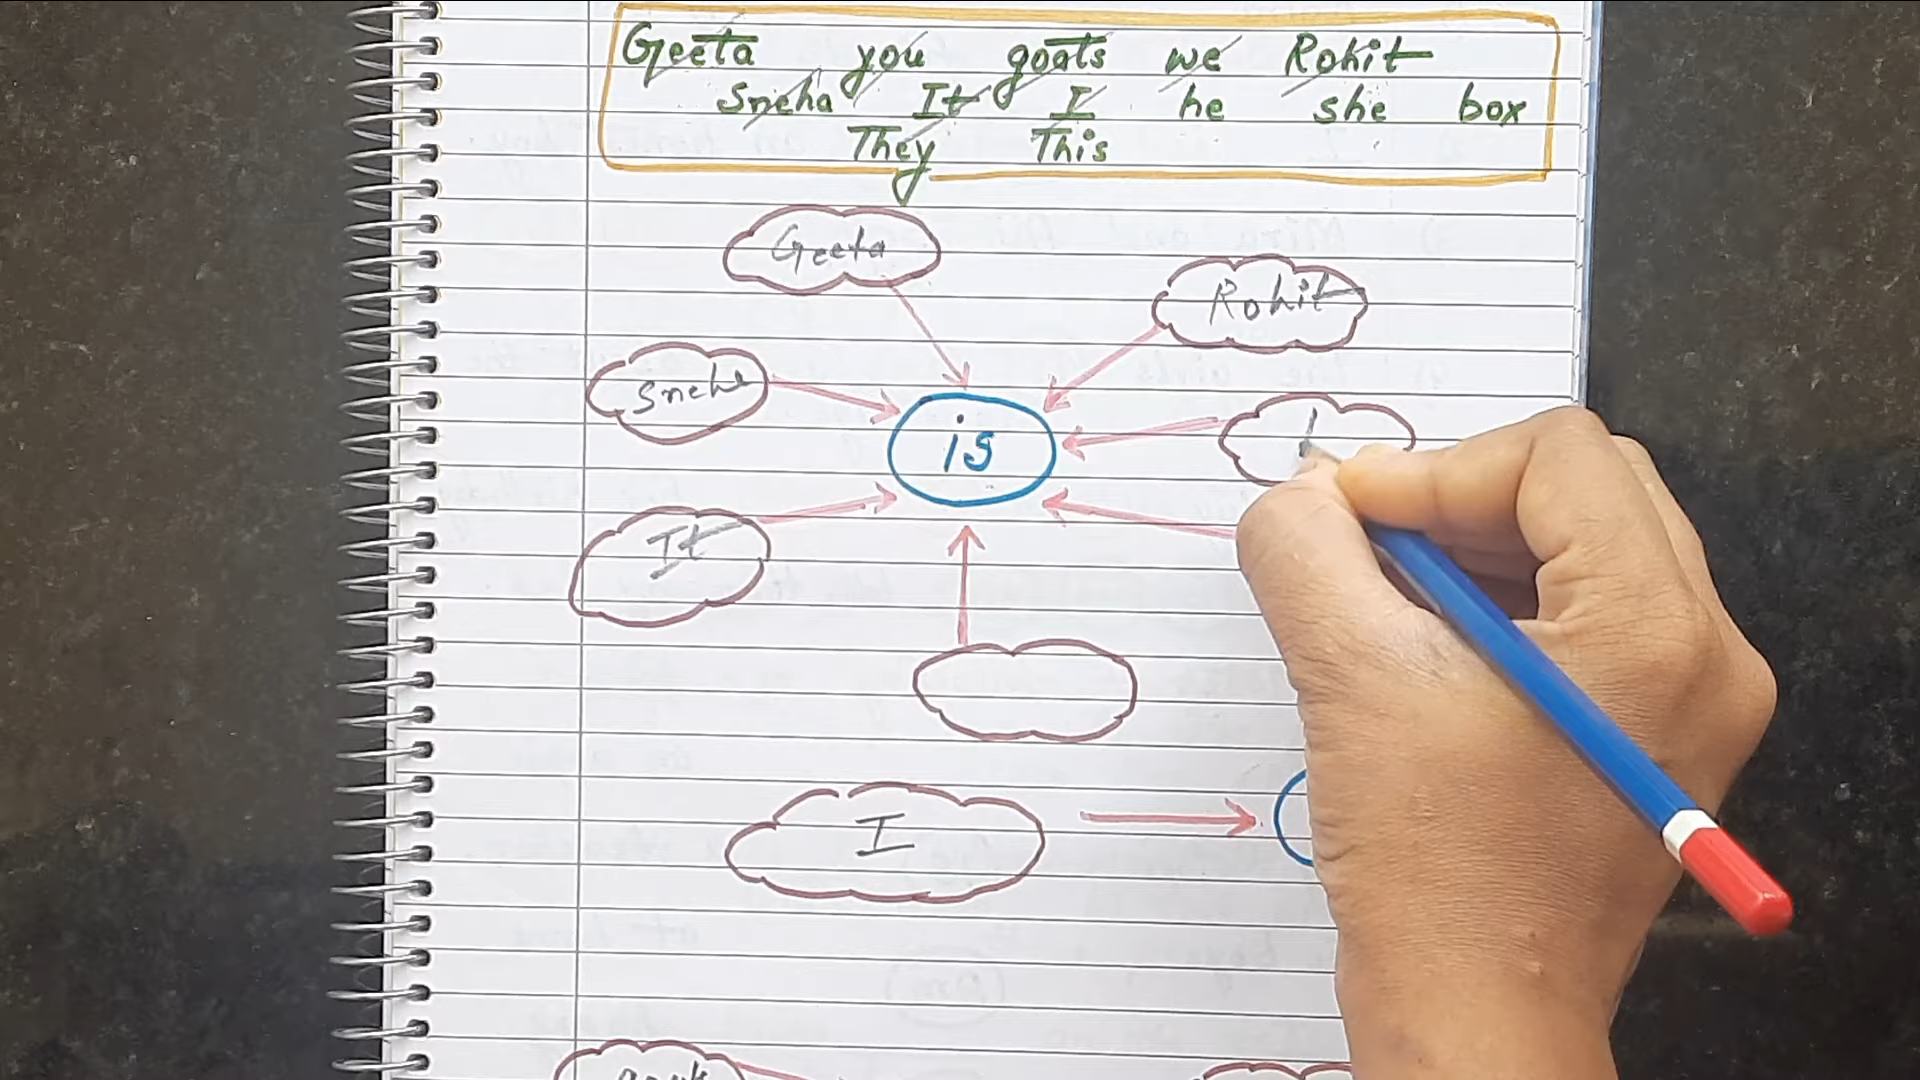 Geeta you goats we Rohit
Sneha It I he she box
They This
Geeta
Rohit
Sneha
is
It
I